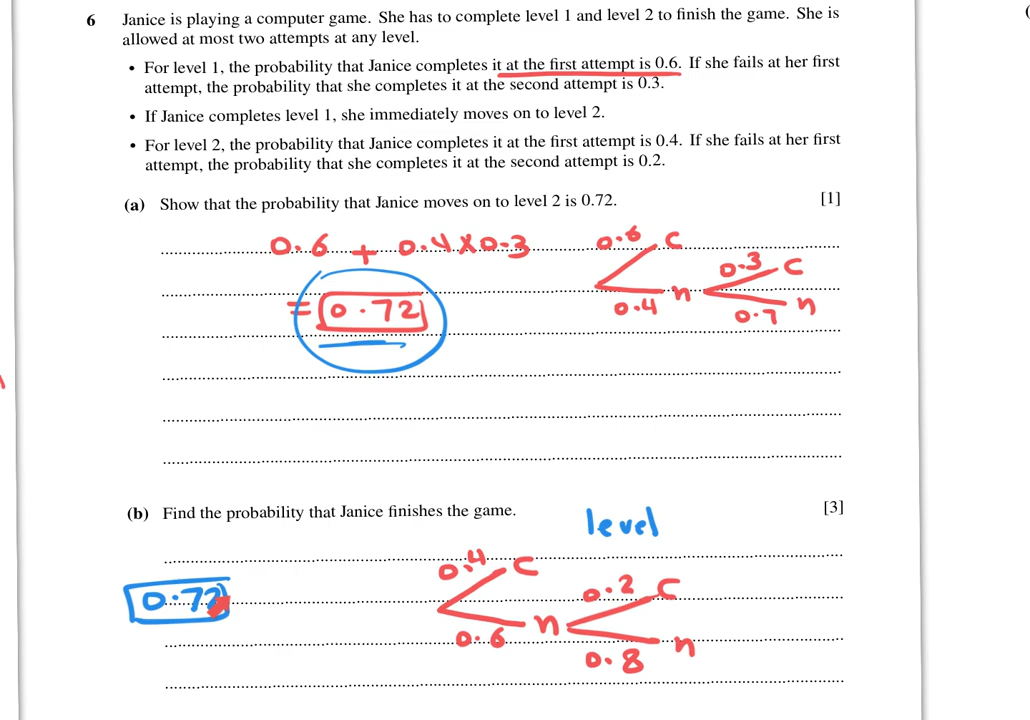 6 Janice is playing a computer game. She has to complete level 1 and level 2 to finish the game. She is
allowed at most two attempts at any level.
• For level 1, the probability that Janice completes it at the first attempt is 0.6. If she fails at her first
attempt, the probability that she completes it at the second attempt is 0.3.
• If Janice completes level 1, she immediately moves on to level 2.
• For level 2, the probability that Janice completes it at the first attempt is 0.4. If she fails at her first
attempt, the probability that she completes it at the second attempt is 0.2.
(a) Show that the probability that Janice moves on to level 2 is 0.72. [1]
0.6 + 0.4 × 0.3 0.6 c
0.3 c
= 0.72 0.4 n 0.7 n
(b) Find the probability that Janice finishes the game. [3]
level
0.4 c
0.72 0.2 c
0.6 n
0.8 n